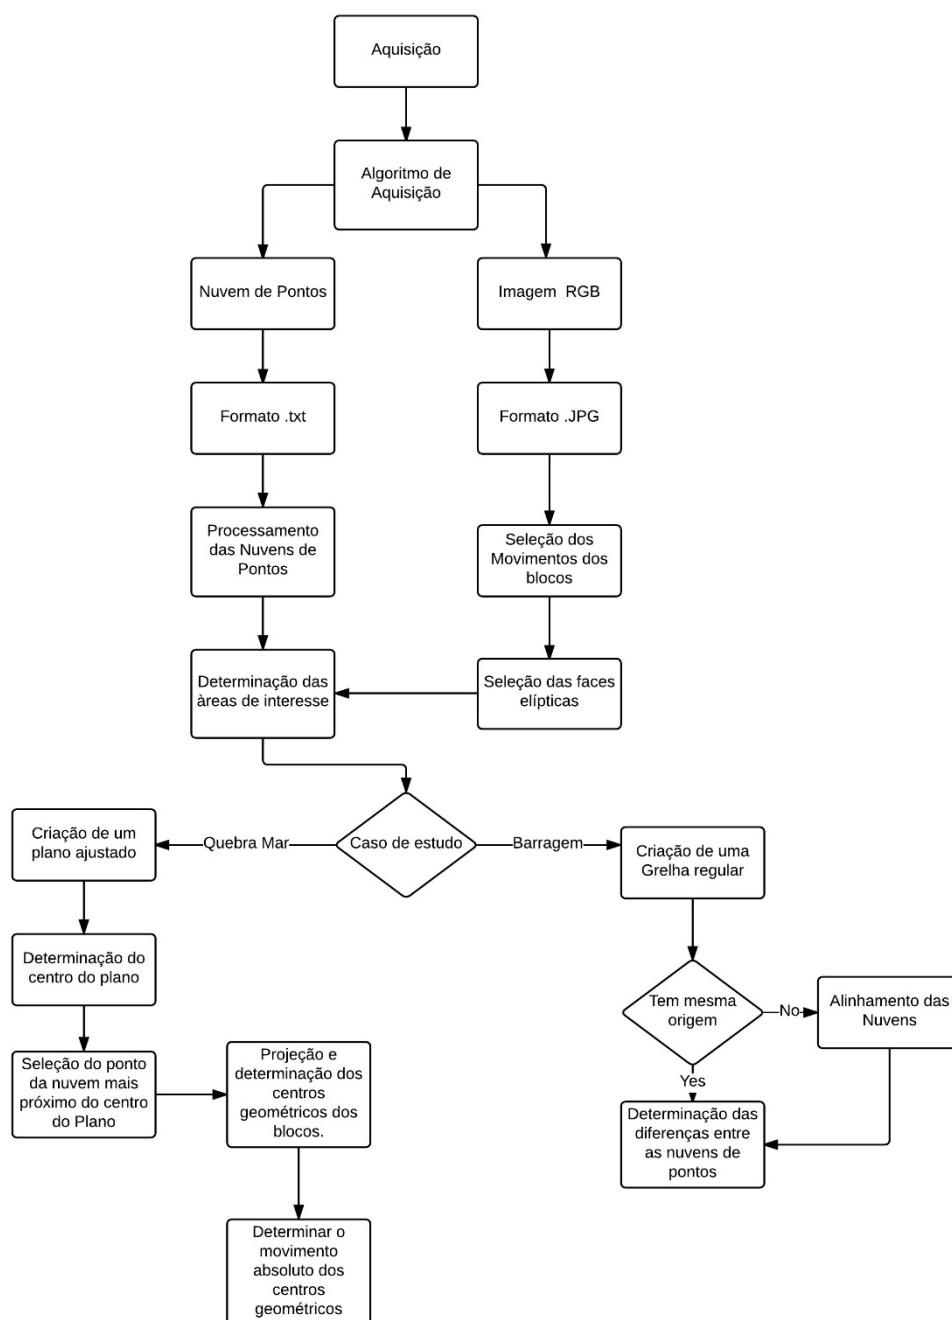 Aquisição
Algoritmo de
Aquisição
Nuvem de Pontos
Imagem RGB
Formato .txt
Formato .JPG
Processamento
das Nuvens de
Pontos
Seleção dos
Movimentos dos
blocos
Determinação das
àreas de interesse
Seleção das faces
elípticas
Caso de estudo
Quebra Mar
Barragem
Criação de um
plano ajustado
Determinação do
centro do plano
Seleção do ponto
da nuvem mais
próximo do centro
do Plano
Projeção e
determinação dos
centros
geométricos dos
blocos.
Determinar o
movimento
absoluto dos
centros
geométricos
Criação de uma
Grelha regular
Tem mesma
origem
No
Alinhamento das
Nuvens
Yes
Determinação das
diferenças entre
as nuvens de
pontos